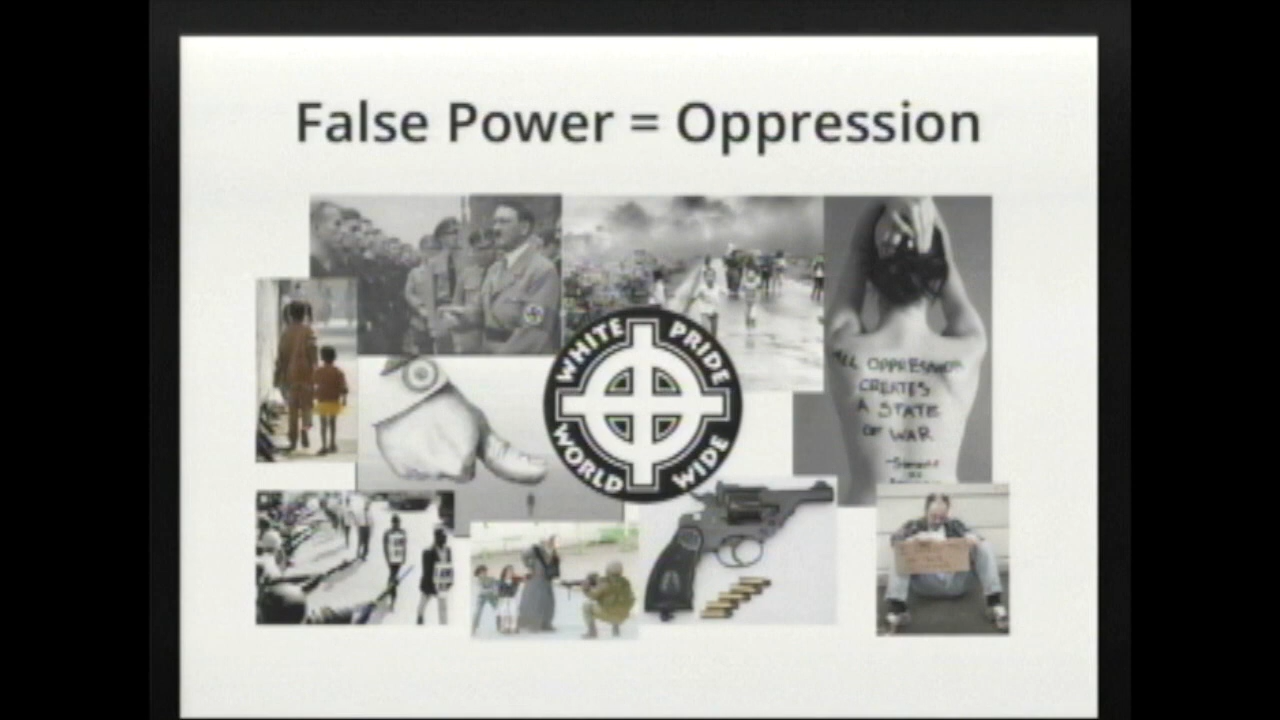 False Power = Oppression
WHITE PRIDE
WORLD WIDE
ALL OPPRESSION
CREATES
A STATE
OF WAR